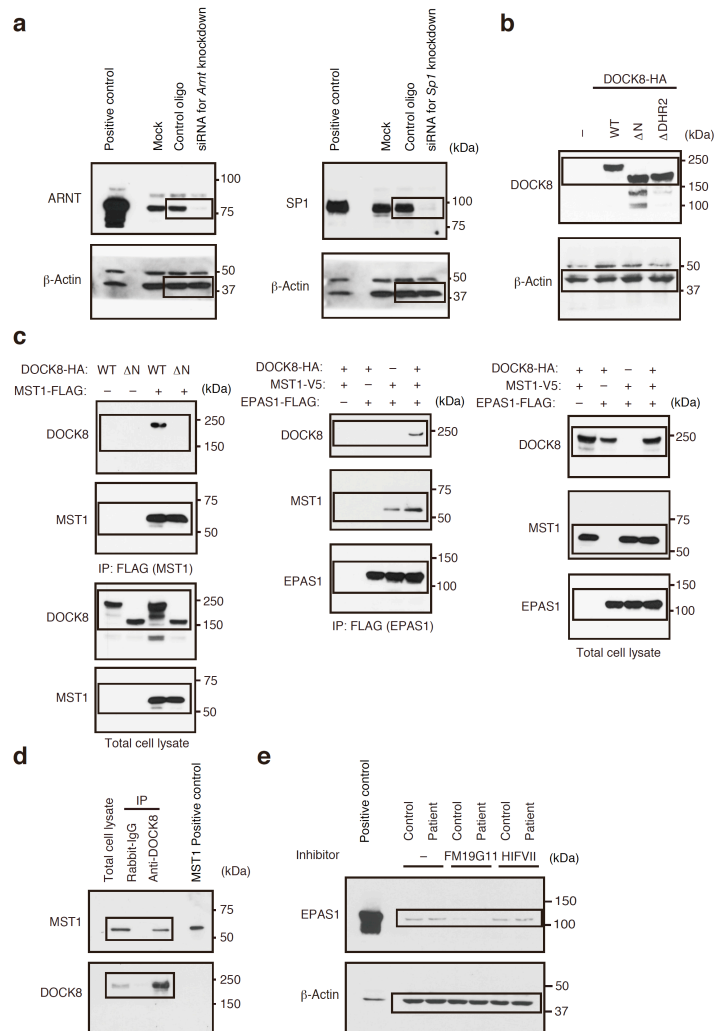 a
Positive control
Mock
Control oligo
siRNA for Arnt knockdown
100
ARNT
75
β-Actin
50
37
Positive control
Mock
Control oligo
siRNA for Sp1 knockdown
(kDa)
SP1
100
75
β-Actin
50
37
b
DOCK8-HA
–
WT
ΔN
ΔDHR2
(kDa)
DOCK8
250
150
100
β-Actin
50
37
c
DOCK8-HA: WT ΔN WT ΔN
MST1-FLAG: – – + + (kDa)
DOCK8
250
150
MST1
75
50
IP: FLAG (MST1)
DOCK8
250
150
MST1
75
50
Total cell lysate
DOCK8-HA: + + – +
MST1-V5: + – + +
EPAS1-FLAG: – + + + (kDa)
DOCK8
250
MST1
75
50
EPAS1
150
100
IP: FLAG (EPAS1)
DOCK8-HA: + + – +
MST1-V5: + – + +
EPAS1-FLAG: – + + + (kDa)
DOCK8
250
MST1
75
50
EPAS1
150
100
Total cell lysate
d
Total cell lysate
IP
Rabbit-IgG
Anti-DOCK8
MST1 Positive control
(kDa)
MST1
75
50
DOCK8
250
150
e
Positive control
Control
Patient
Control
Patient
Control
Patient
Inhibitor – FM19G11 HIFVII (kDa)
EPAS1
150
100
β-Actin
50
37